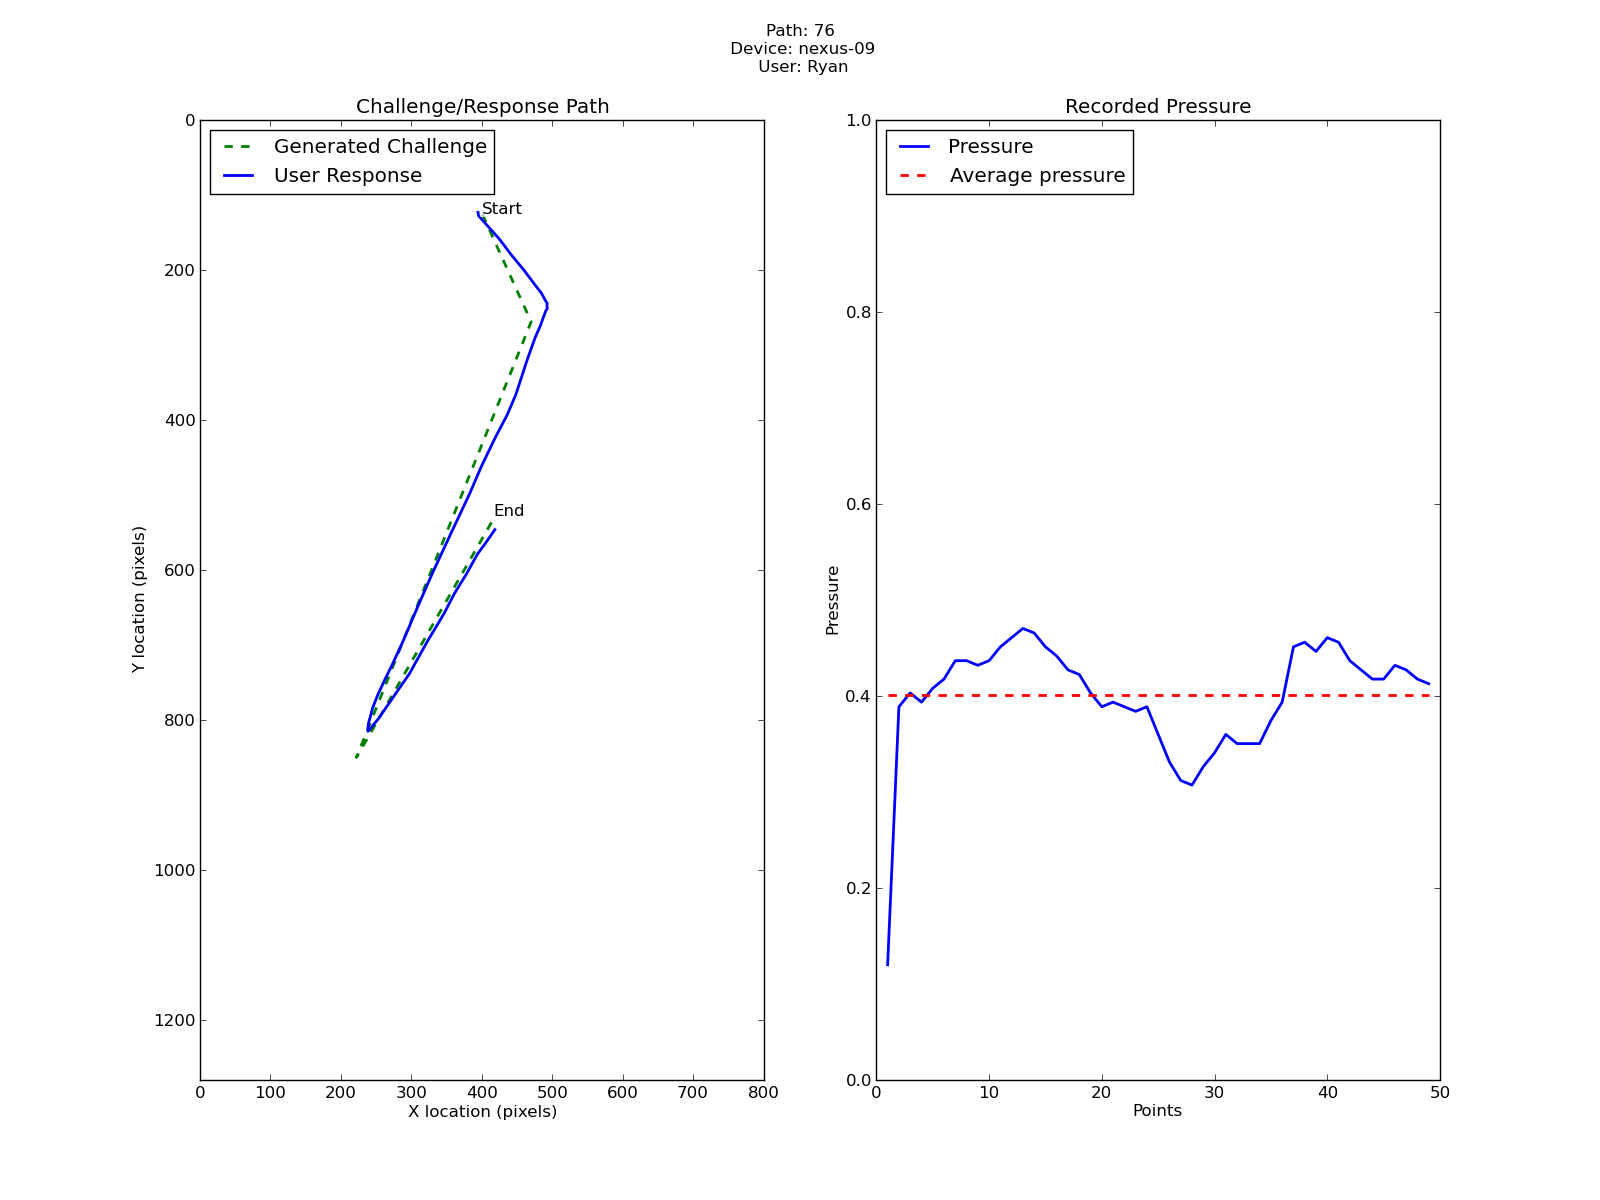 Path: 76
Device: nexus-09
User: Ryan
Challenge/Response Path
Generated Challenge
User Response
Start
End
0
200
400
600
800
1000
1200
Y location (pixels)
0 100 200 300 400 500 600 700 800
X location (pixels)
Recorded Pressure
Pressure
Average pressure
1.0
0.8
0.6
0.4
0.2
0.0
Pressure
0 10 20 30 40 50
Points